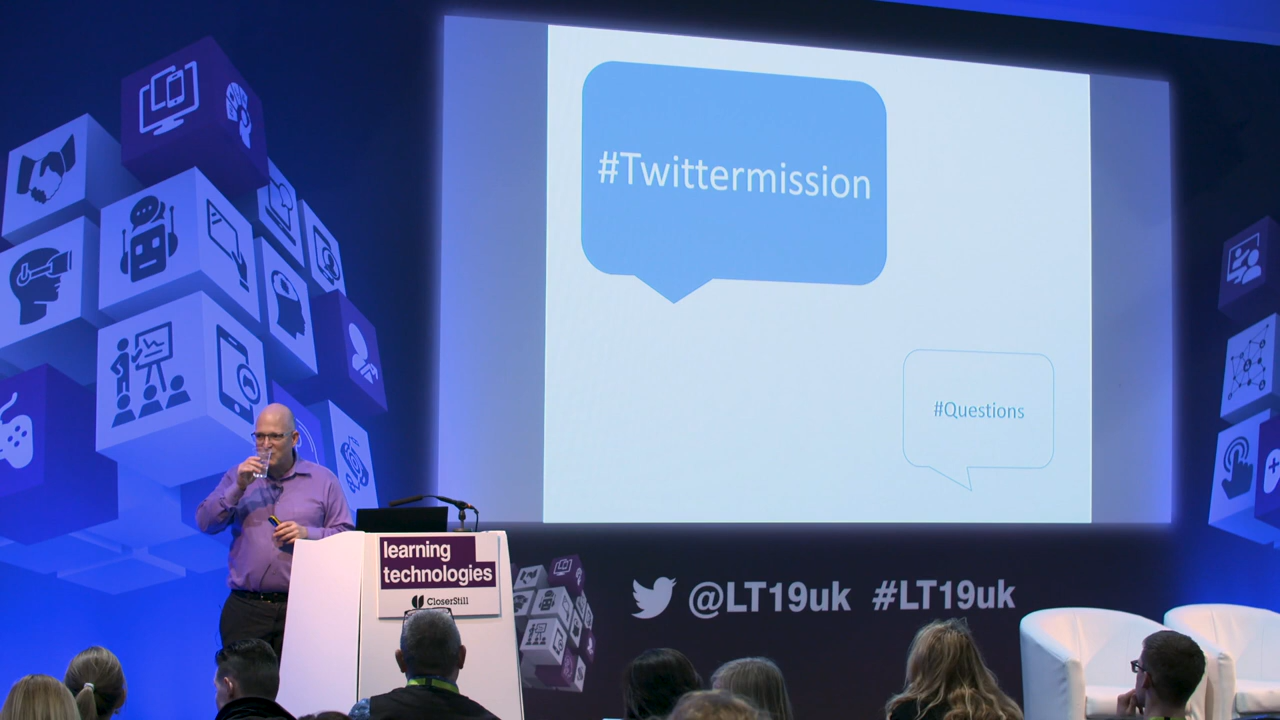 #Twittermission
#Questions
learning
technologies
CloserStill
@LT19uk #LT19uk